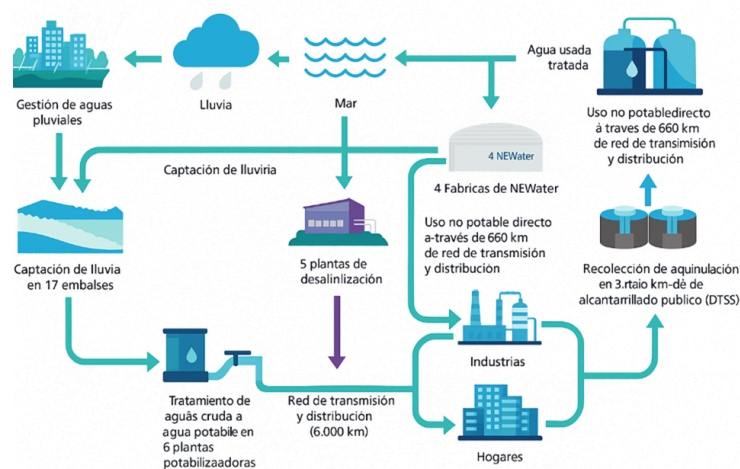 Gestión de aguas
pluviales
Lluvia
Mar
Agua usada
tratada
Uso no potabledirecto
à traves de 660 km
de red de transimisión
y distribución
Captación de lluviria
4 NEWater
4 Fabricas de NEWater
Uso no potable directo
a-través de 660 km
de red de transmisión
y distribución
Captación de lluvia
en 17 embalses
5 plantas de
desalinlización
Recolección de aquinulación
en 3.rtaio km-dè de
alcantarrillado publico (DTSS)
Industrias
Tratamiento de
aguâs cruda a
agua potabile en
6 plantas
potabilizaadoras
Red de transmisión
y distribución
(6.000 km)
Hogares